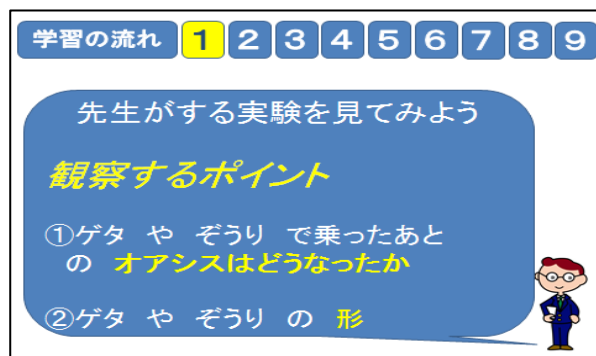 学習の流れ 1 2 3 4 5 6 7 8 9
先生がする実験を見てみよう
観察するポイント
①ゲタ や ぞうり で乗ったあと
の オアシスはどうなったか
②ゲタ や ぞうり の 形